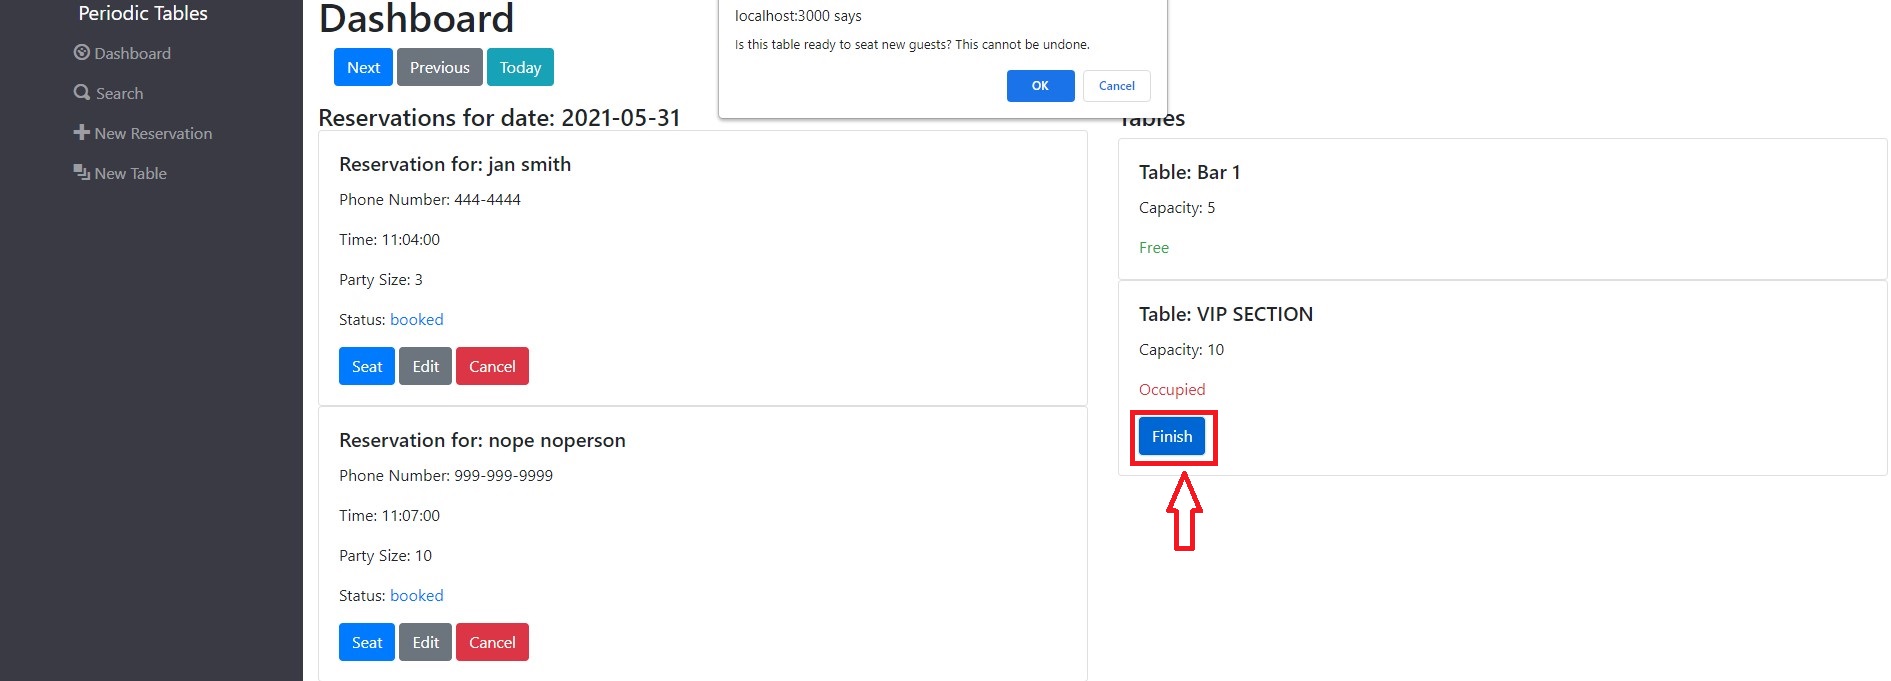 Periodic Tables
Dashboard
Search
New Reservation
New Table
Dashboard
Next Previous Today
localhost:3000 says
Is this table ready to seat new guests? This cannot be undone.
OK Cancel
Reservations for date: 2021-05-31
Reservation for: jan smith
Phone Number: 444-4444
Time: 11:04:00
Party Size: 3
Status: booked
Seat Edit Cancel
Reservation for: nope noperson
Phone Number: 999-999-9999
Time: 11:07:00
Party Size: 10
Status: booked
Seat Edit Cancel
Tables
Table: Bar 1
Capacity: 5
Free
Table: VIP SECTION
Capacity: 10
Occupied
Finish